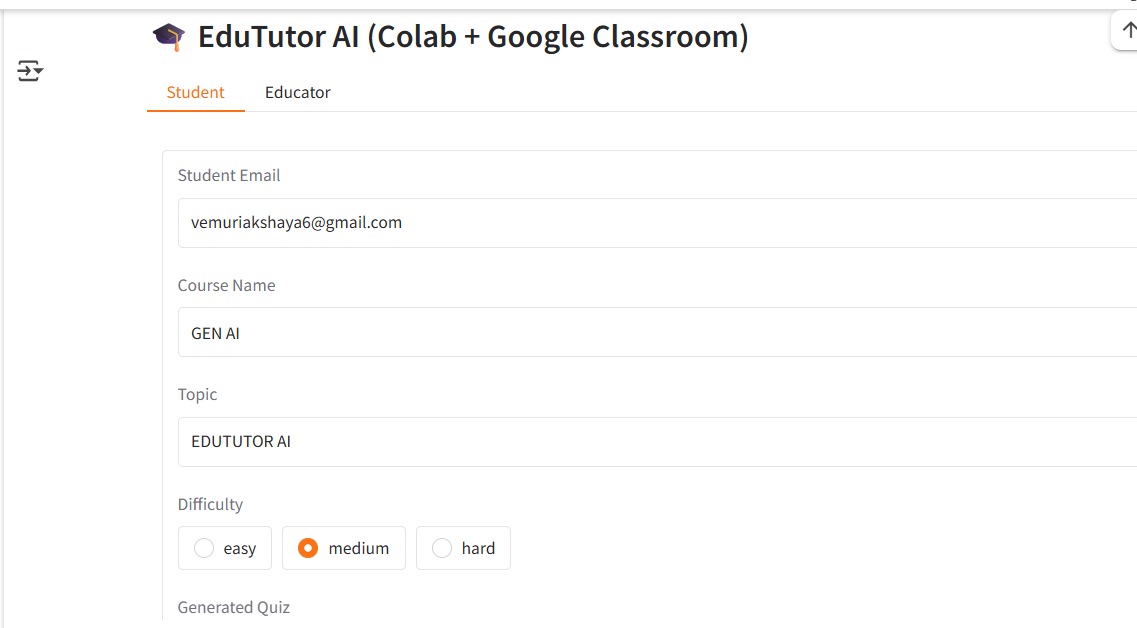 EduTutor AI (Colab + Google Classroom)
Student Educator
Student Email
vemuriakshaya6@gmail.com
Course Name
GEN AI
Topic
EDUTUTOR AI
Difficulty
easy medium hard
Generated Quiz